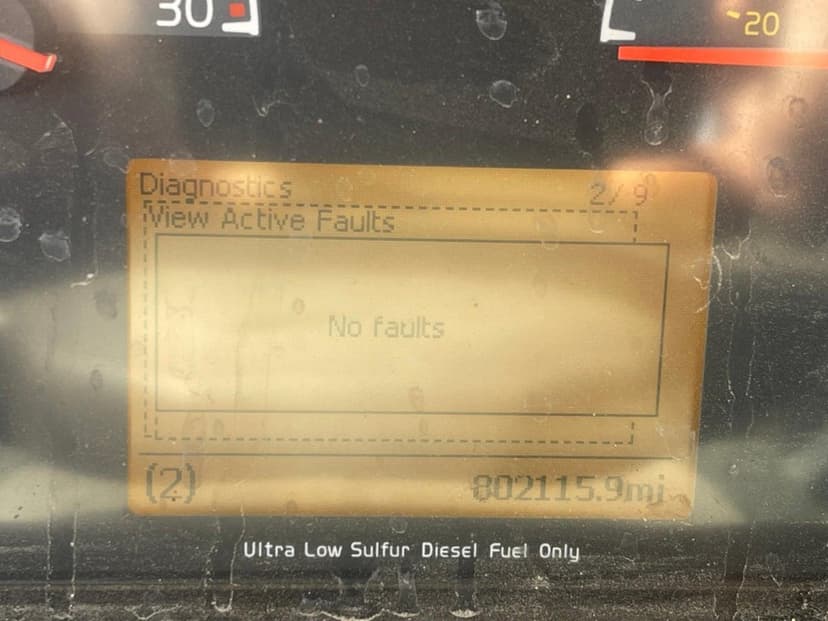 30
20
Diagnostics 2/ 9
View Active Faults
No faults
(2) 802115.9mi
Ultra Low Sulfur Diesel Fuel Only